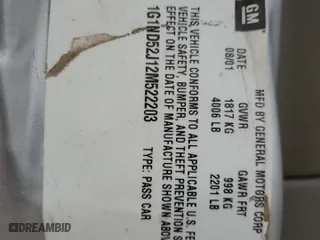 GM
MFD BY GENERAL MOTORS CORP
DATE GVWR GAWR FRT
08/01 1817 KG 998 KG
4006 LB 2201 LB
THIS VEHICLE CONFORMS TO ALL APPLICABLE U.S. FE
VEHICLE SAFETY, BUMPER, AND THEFT PREVENTION S
EFFECT ON THE DATE OF MANUFACTURE SHOWN ABOV
1G1ND52J12M522203 TYPE: PASS CAR
DREAMBID